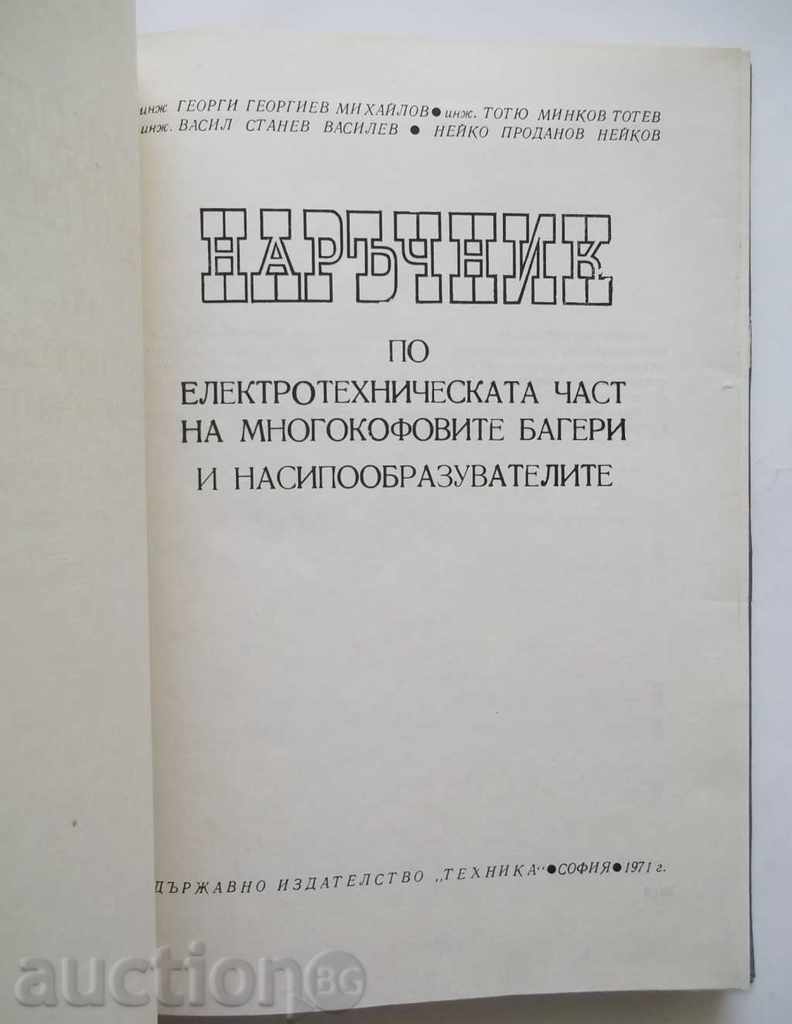 инж ГЕОРГИ ГЕОРГИЕВ МИХАЙЛОВ ● инж. ТОТЮ МИНКОВ ТОТЕВ
инж. ВАСИЛ СТАНЕВ ВАСИЛЕВ ● НЕЙКО ПРОДАНОВ НЕЙКОВ
НАРЪЧНИК
ПО
ЕЛЕКТРОТЕХНИЧЕСКАТА ЧАСТ
НА МНОГОКОФОВИТЕ БАГЕРИ
И НАСИПООБРАЗУВАТЕЛИТЕ
ДЪРЖАВНО ИЗДАТЕЛСТВО „ТЕХНИКА“ ● СОФИЯ ● 1971 г.
auction BG